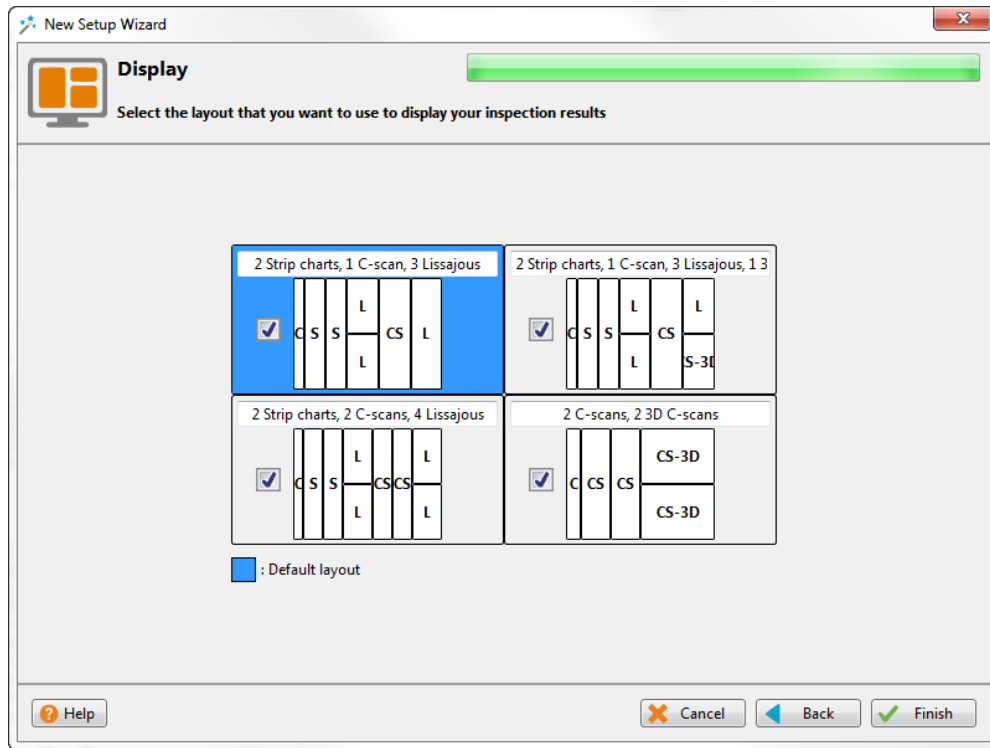 New Setup Wizard
Display
Select the layout that you want to use to display your inspection results
2 Strip charts, 1 C-scan, 3 Lissajous
C S S L L CS L
2 Strip charts, 1 C-scan, 3 Lissajous, 1 3
C S S L L CS L CS-3D
2 Strip charts, 2 C-scans, 4 Lissajous
C S S L L CS CS L L
2 C-scans, 2 3D C-scans
C CS CS CS-3D CS-3D
: Default layout
Help
Cancel
Back
Finish